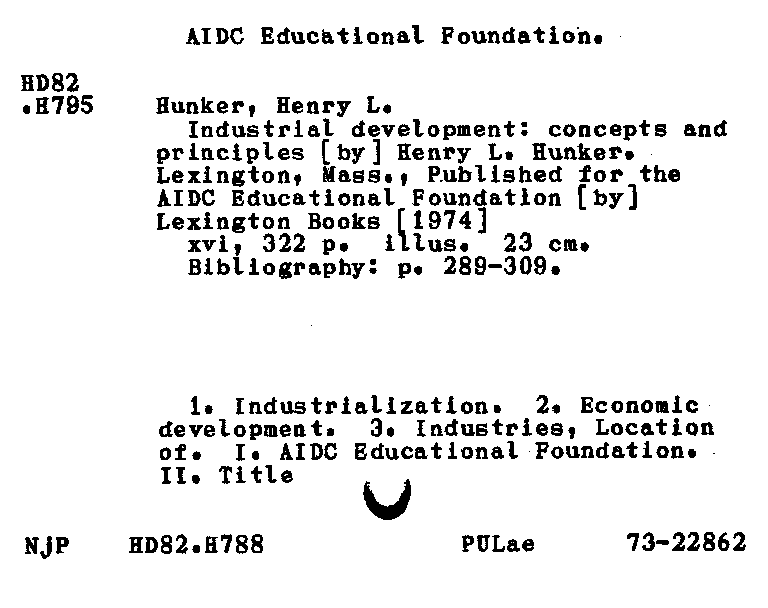 AIDC Educational Foundation.
HD82
.H795 Hunker, Henry L.
Industrial development: concepts and
principles [by] Henry L. Hunker.
Lexington, Mass., Published for the
AIDC Educational Foundation [by]
Lexington Books [1974]
xvi, 322 p. illus. 23 cm.
Bibliography: p. 289-309.
1. Industrialization. 2. Economic
development. 3. Industries, Location
of. I. AIDC Educational Foundation.
II. Title
NjP HD82.H788 PULae 73-22862